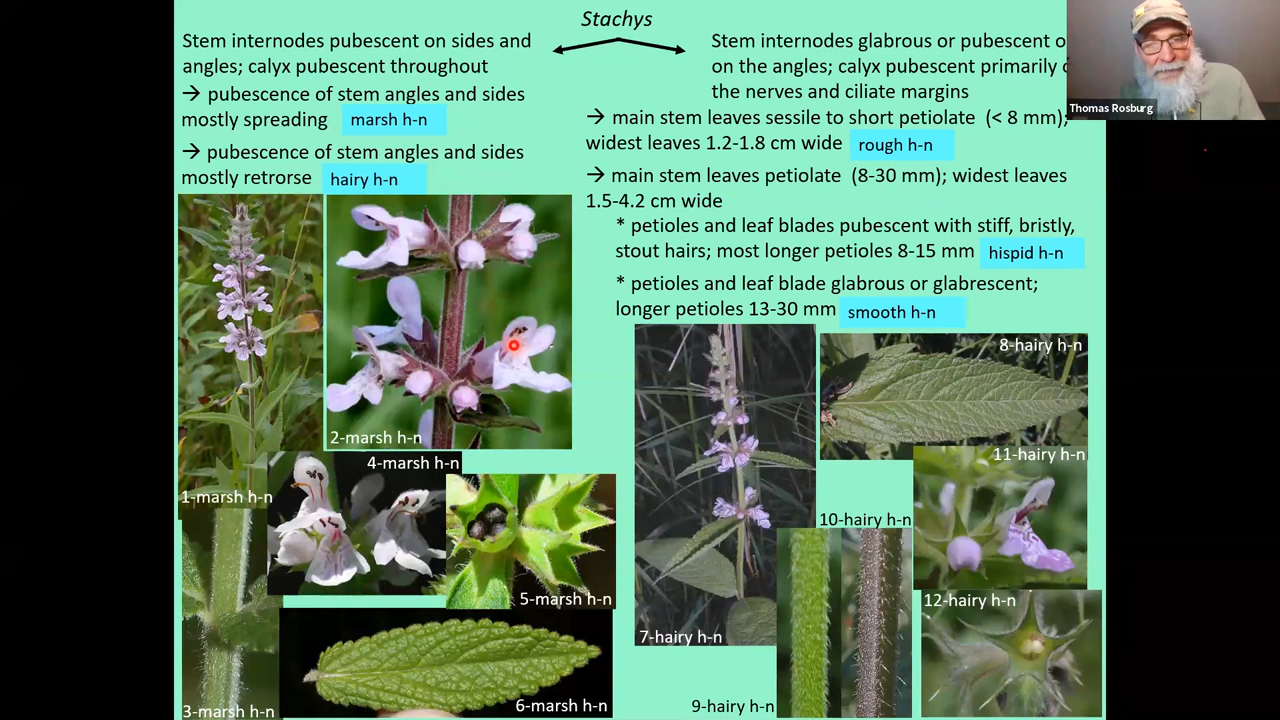 Stachys
Stem internodes pubescent on sides and
angles; calyx pubescent throughout
→ pubescence of stem angles and sides
mostly spreading marsh h-n
→ pubescence of stem angles and sides
mostly retrorse hairy h-n
Stem internodes glabrous or pubescent
on the angles; calyx pubescent primarily
the nerves and ciliate margins
→ main stem leaves sessile to short petiolate (< 8 mm);
widest leaves 1.2-1.8 cm wide rough h-n
→ main stem leaves petiolate (8-30 mm); widest leaves
1.5-4.2 cm wide
* petioles and leaf blades pubescent with stiff, bristly,
stout hairs; most longer petioles 8-15 mm hispid h-n
* petioles and leaf blade glabrous or glabrescent;
longer petioles 13-30 mm smooth h-n
Thomas Rosburg
1-marsh h-n
2-marsh h-n
3-marsh h-n
4-marsh h-n
5-marsh h-n
6-marsh h-n
7-hairy h-n
8-hairy h-n
9-hairy h-n
10-hairy h-n
11-hairy h-n
12-hairy h-n